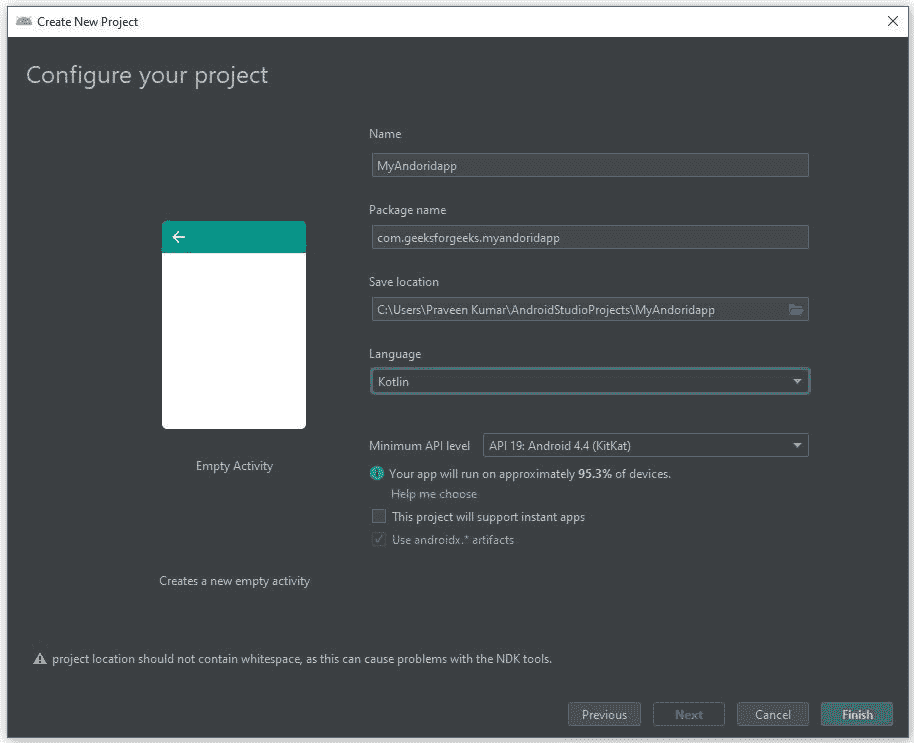 Create New Project
Configure your project
Name
MyAndoridapp
Package name
com.geeksforgeeks.myandoridapp
Save location
C:\Users\Praveen Kumar\AndroidStudioProjects\MyAndoridapp
Language
Kotlin
Minimum API level API 19: Android 4.4 (KitKat)
Your app will run on approximately 95.3% of devices.
Help me choose
This project will support instant apps
Use androidx.* artifacts
Empty Activity
Creates a new empty activity
project location should not contain whitespace, as this can cause problems with the NDK tools.
Previous Next Cancel Finish